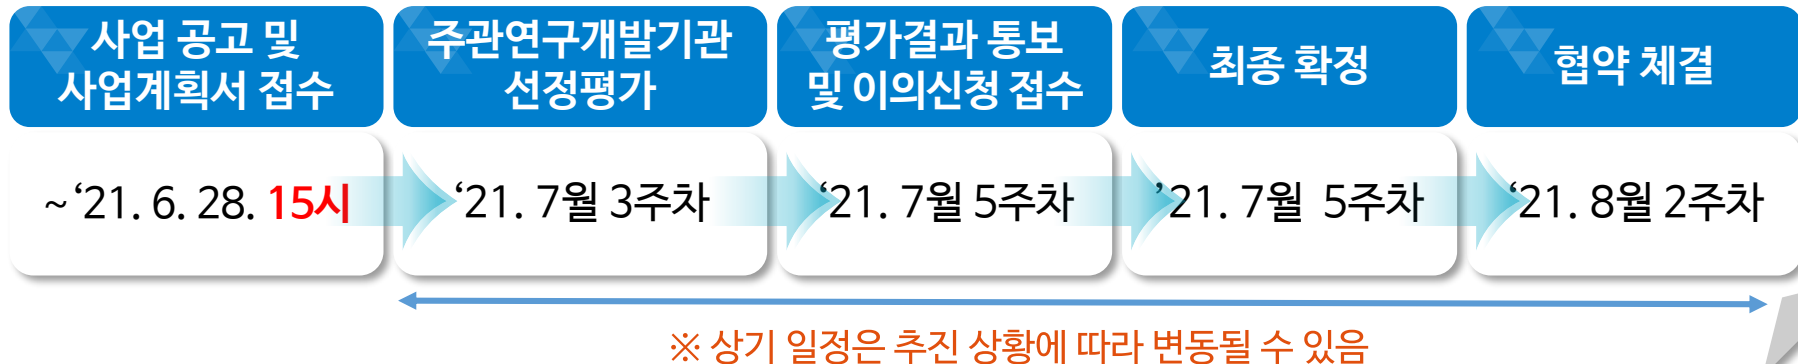 사업 공고 및
사업계획서 접수
주관연구개발기관
선정평가
평가결과 통보
및 이의신청 접수
최종 확정
협약 체결
~‘21. 6. 28. 15시
‘21. 7월 3주차
‘21. 7월 5주차
’21. 7월 5주차
‘21. 8월 2주차
※ 상기 일정은 추진 상황에 따라 변동될 수 있음